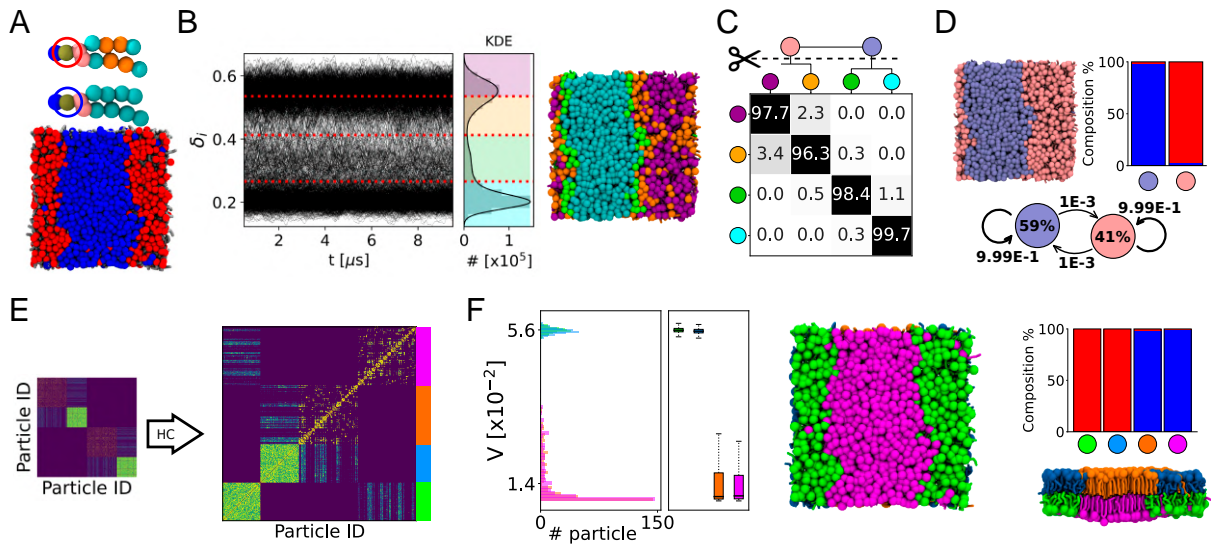 A
B
C
D
KDE
0.6
δi
0.4
0.2
2
4
6
8
t [μs]
0
1
# [x10⁵]
97.7 2.3 0.0 0.0
3.4 96.3 0.3 0.0
0.0 0.5 98.4 1.1
0.0 0.0 0.3 99.7
Composition %
100
50
0
1E-3
9.99E-1
59%
41%
9.99E-1
1E-3
E
F
Particle ID
Particle ID
HC
Particle ID
V [x10⁻²]
5.6
1.4
0
150
# particle
Composition %
100
50
0